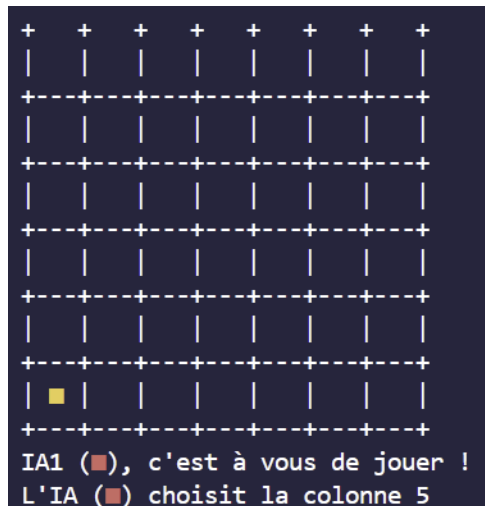 +   +   +   +   +   +   +   +
|   |   |   |   |   |   |   |
+---+---+---+---+---+---+---+
|   |   |   |   |   |   |   |
+---+---+---+---+---+---+---+
|   |   |   |   |   |   |   |
+---+---+---+---+---+---+---+
|   |   |   |   |   |   |   |
+---+---+---+---+---+---+---+
|   |   |   |   |   |   |   |
+---+---+---+---+---+---+---+
| ■ |   |   |   |   |   |   |
+---+---+---+---+---+---+---+
IA1 (■), c'est à vous de jouer !
L'IA (■) choisit la colonne 5